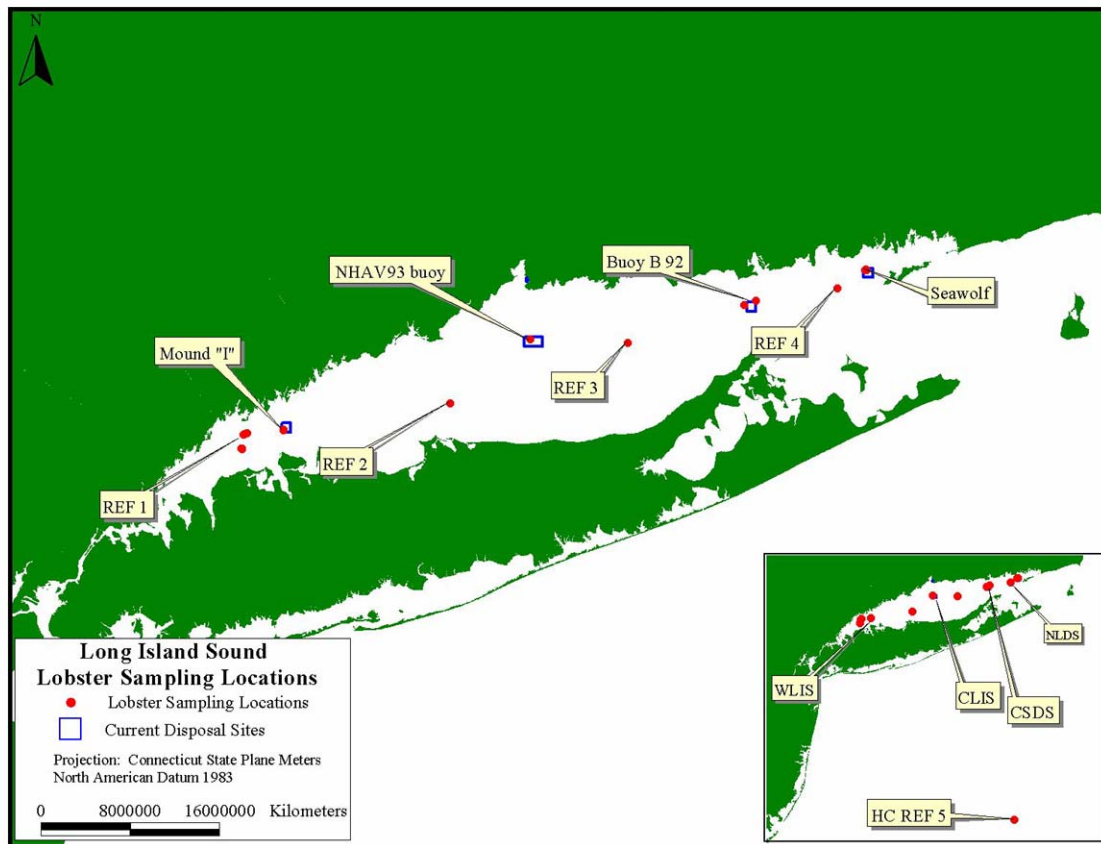 N
Buoy B 92
NHAV93 buoy
Seawolf
REF 4
Mound "I"
REF 3
REF 2
REF 1
Long Island Sound
Lobster Sampling Locations
Lobster Sampling Locations
Current Disposal Sites
Projection: Connecticut State Plane Meters
North American Datum 1983
0 8000000 16000000 Kilometers
NLDS
WLIS
CLIS
CSDS
HC REF 5